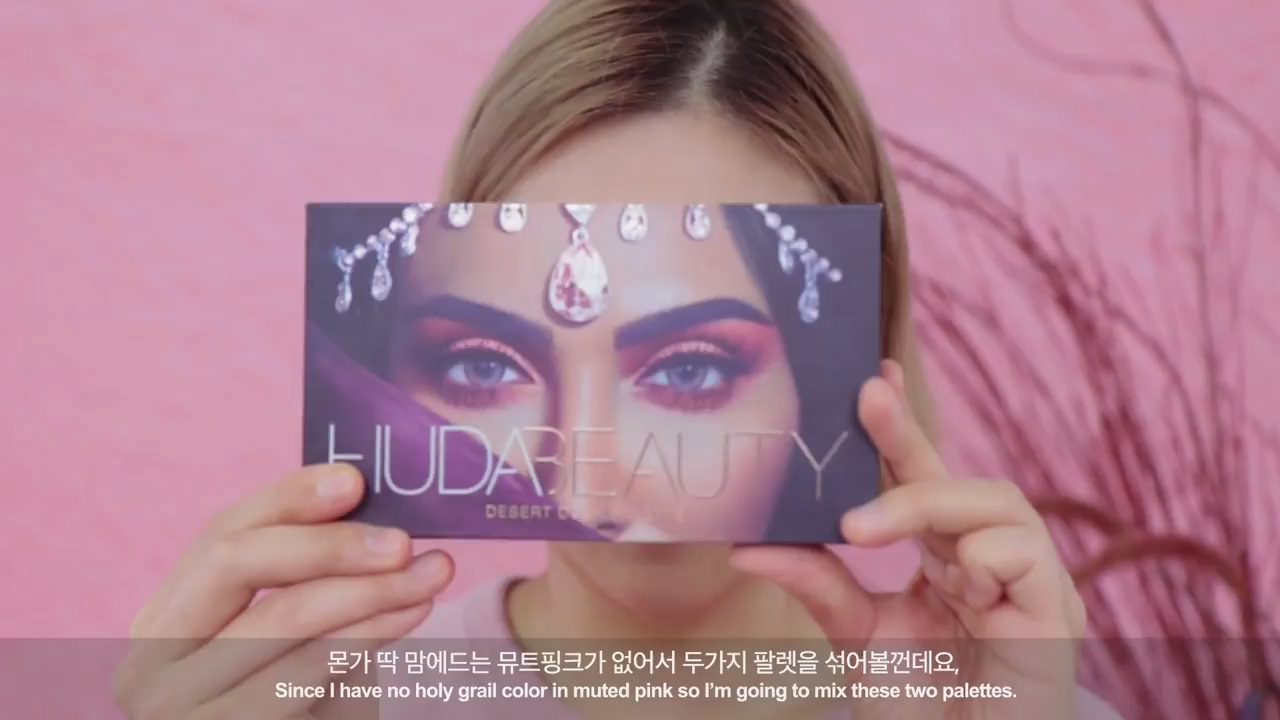 HUDABEAUTY
DESERT
몬가 딱 맘에드는 뮤트핑크가 없어서 두가지 팔렛을 섞어볼껀데요,
Since I have no holy grail color in muted pink so I'm going to mix these two palettes.